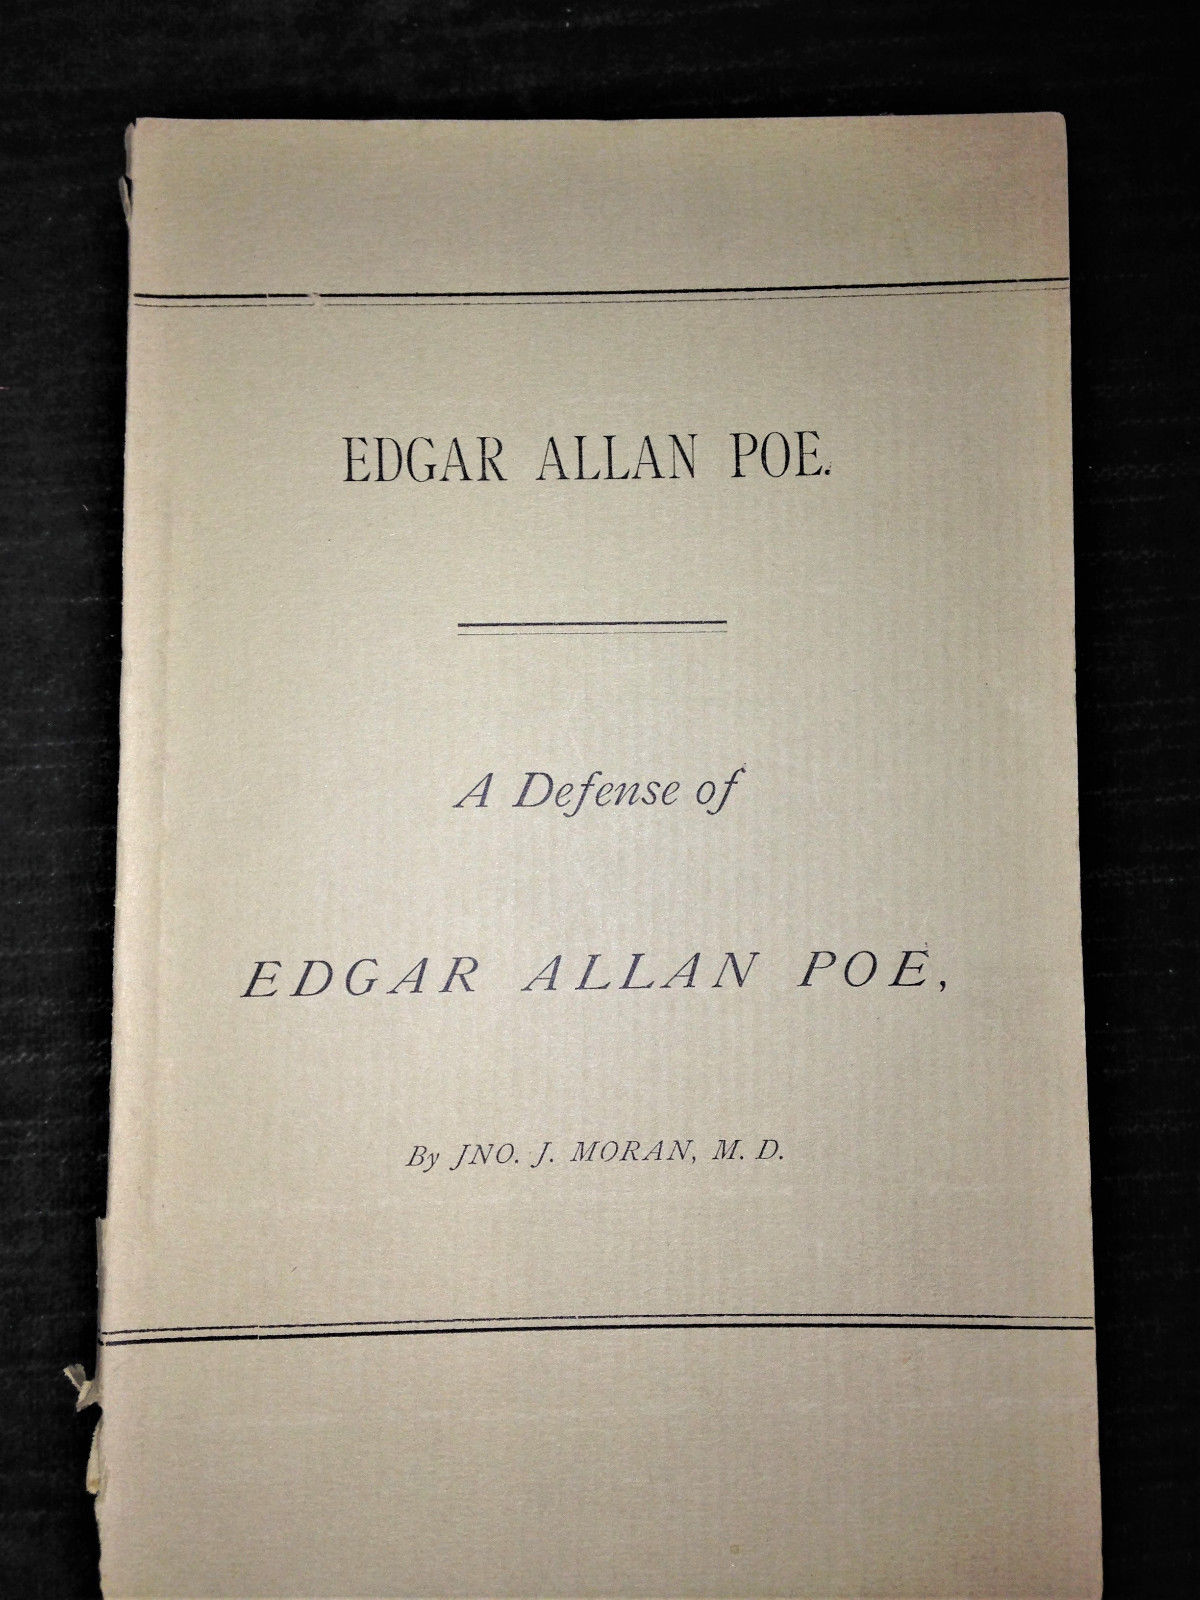 EDGAR ALLAN POE.
A Defense of
EDGAR ALLAN POE,
By JNO. J. MORAN, M. D.